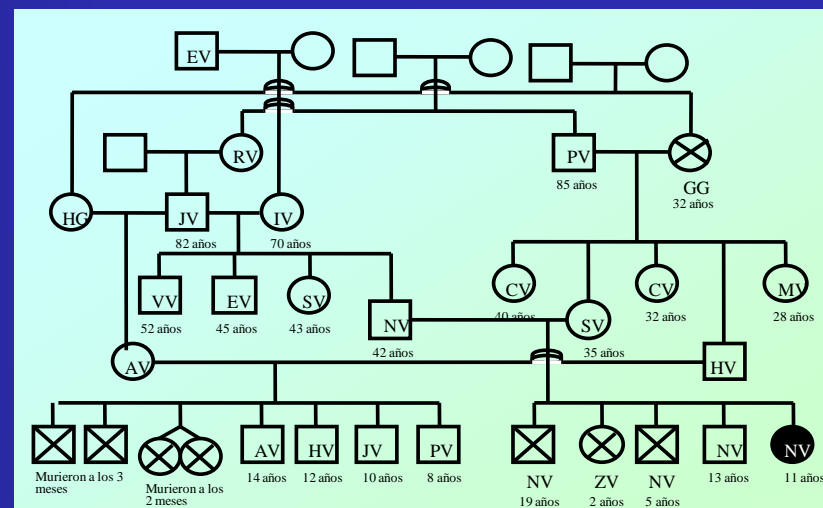 EV
RV
PV
85 años
GG
32 años
HG
JV
IV
82 años
70 años
VV
EV
SV
NV
52 años
45 años
43 años
42 años
CV
SV
CV
MV
40 años
35 años
32 años
28 años
AV
HV
Murieron a los 3
meses
Murieron a los
2 meses
AV
HV
JV
PV
14 años
12 años
10 años
8 años
NV
ZV
NV
NV
NV
19 años
2 años
5 años
13 años
11 años